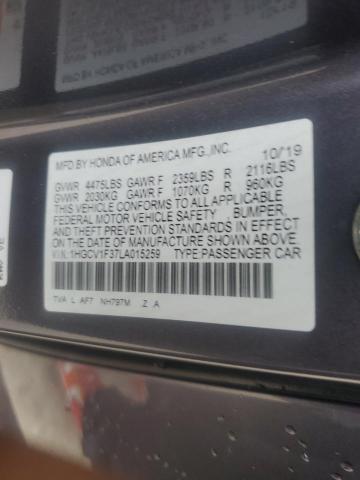 MFD.BY HONDA OF AMERICA MFG.,INC. 10/19
GVWR 4475LBS GAWR F 2359LBS R 2116LBS
GVWR 2030KG GAWR F 1070KG R 960KG
THIS VEHICLE CONFORMS TO ALL APPLICABLE
FEDERAL MOTOR VEHICLE SAFETY, BUMPER,
AND THEFT PREVENTION STANDARDS IN EFFECT ON
THE DATE OF MANUFACTURE SHOWN ABOVE.
V.I.N.:1HGCV1F37LA015259 TYPE:PASSENGER CAR
TVA L AF7 NH797M Z A